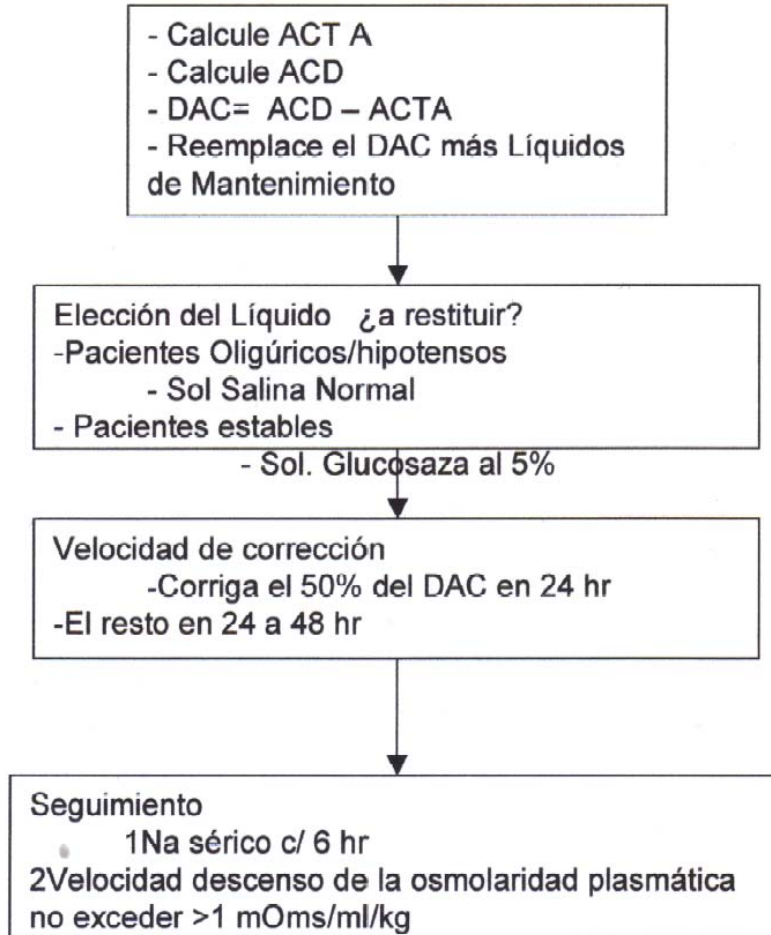 - Calcule ACT A
- Calcule ACD
- DAC= ACD – ACTA
- Reemplace el DAC más Líquidos
de Mantenimiento
Elección del Líquido ¿a restituir?
-Pacientes Oligúricos/hipotensos
- Sol Salina Normal
- Pacientes estables
- Sol. Glucosaza al 5%
Velocidad de corrección
-Corriga el 50% del DAC en 24 hr
-El resto en 24 a 48 hr
Seguimiento
1Na sérico c/ 6 hr
2Velocidad descenso de la osmolaridad plasmática
no exceder >1 mOms/ml/kg